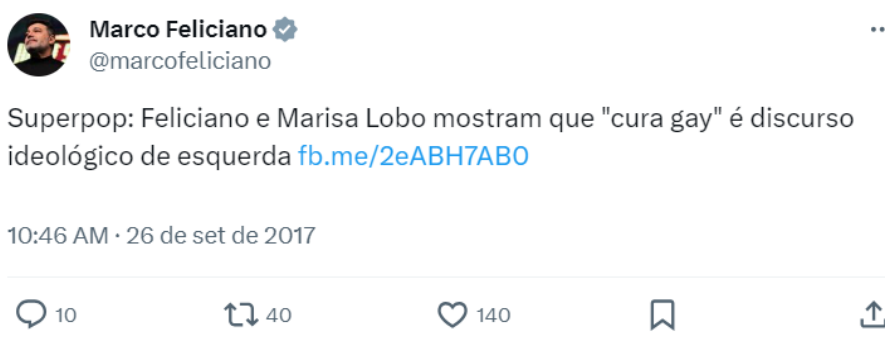 Marco Feliciano
@marcofeliciano
Superpop: Feliciano e Marisa Lobo mostram que "cura gay" é discurso
ideológico de esquerda fb.me/2eABH7AB0
10:46 AM · 26 de set de 2017
10 40 140